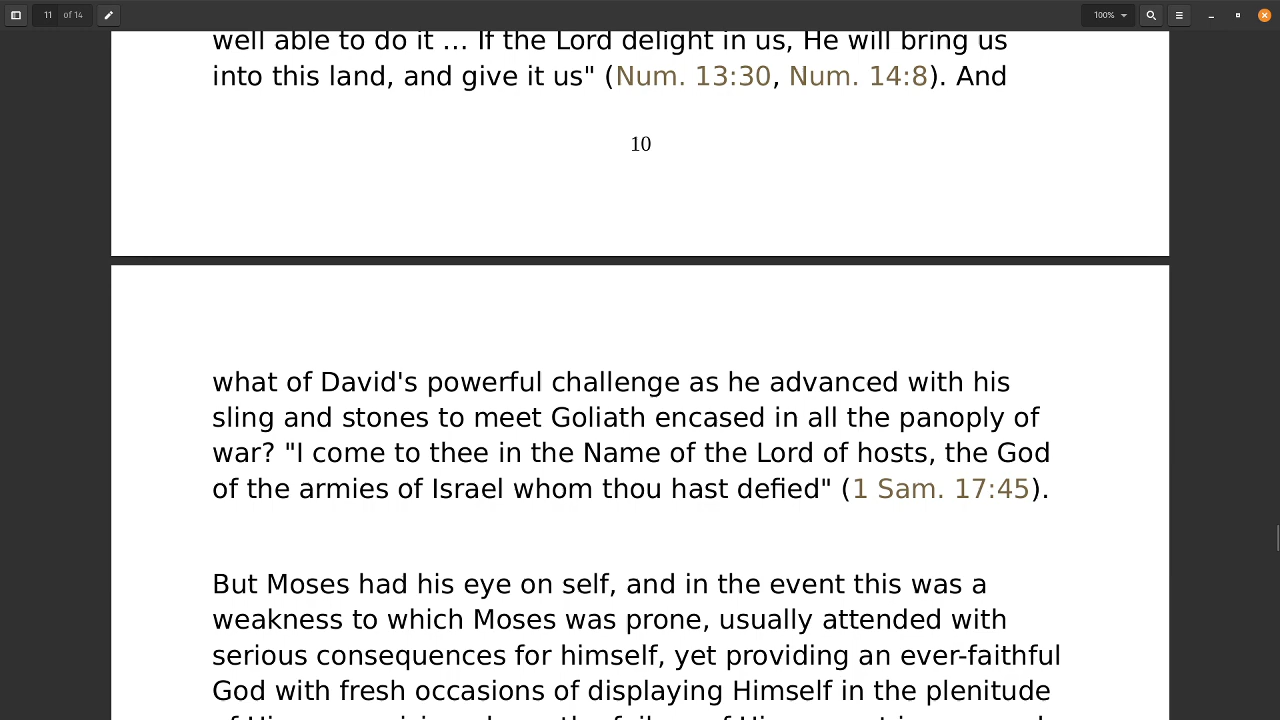 11 of 14
100%
well able to do it ... If the Lord delight in us, He will bring us
into this land, and give it us" (Num. 13:30, Num. 14:8). And
10
what of David's powerful challenge as he advanced with his
sling and stones to meet Goliath encased in all the panoply of
war? "I come to thee in the Name of the Lord of hosts, the God
of the armies of Israel whom thou hast defied" (1 Sam. 17:45).
But Moses had his eye on self, and in the event this was a
weakness to which Moses was prone, usually attended with
serious consequences for himself, yet providing an ever-faithful
God with fresh occasions of displaying Himself in the plenitude